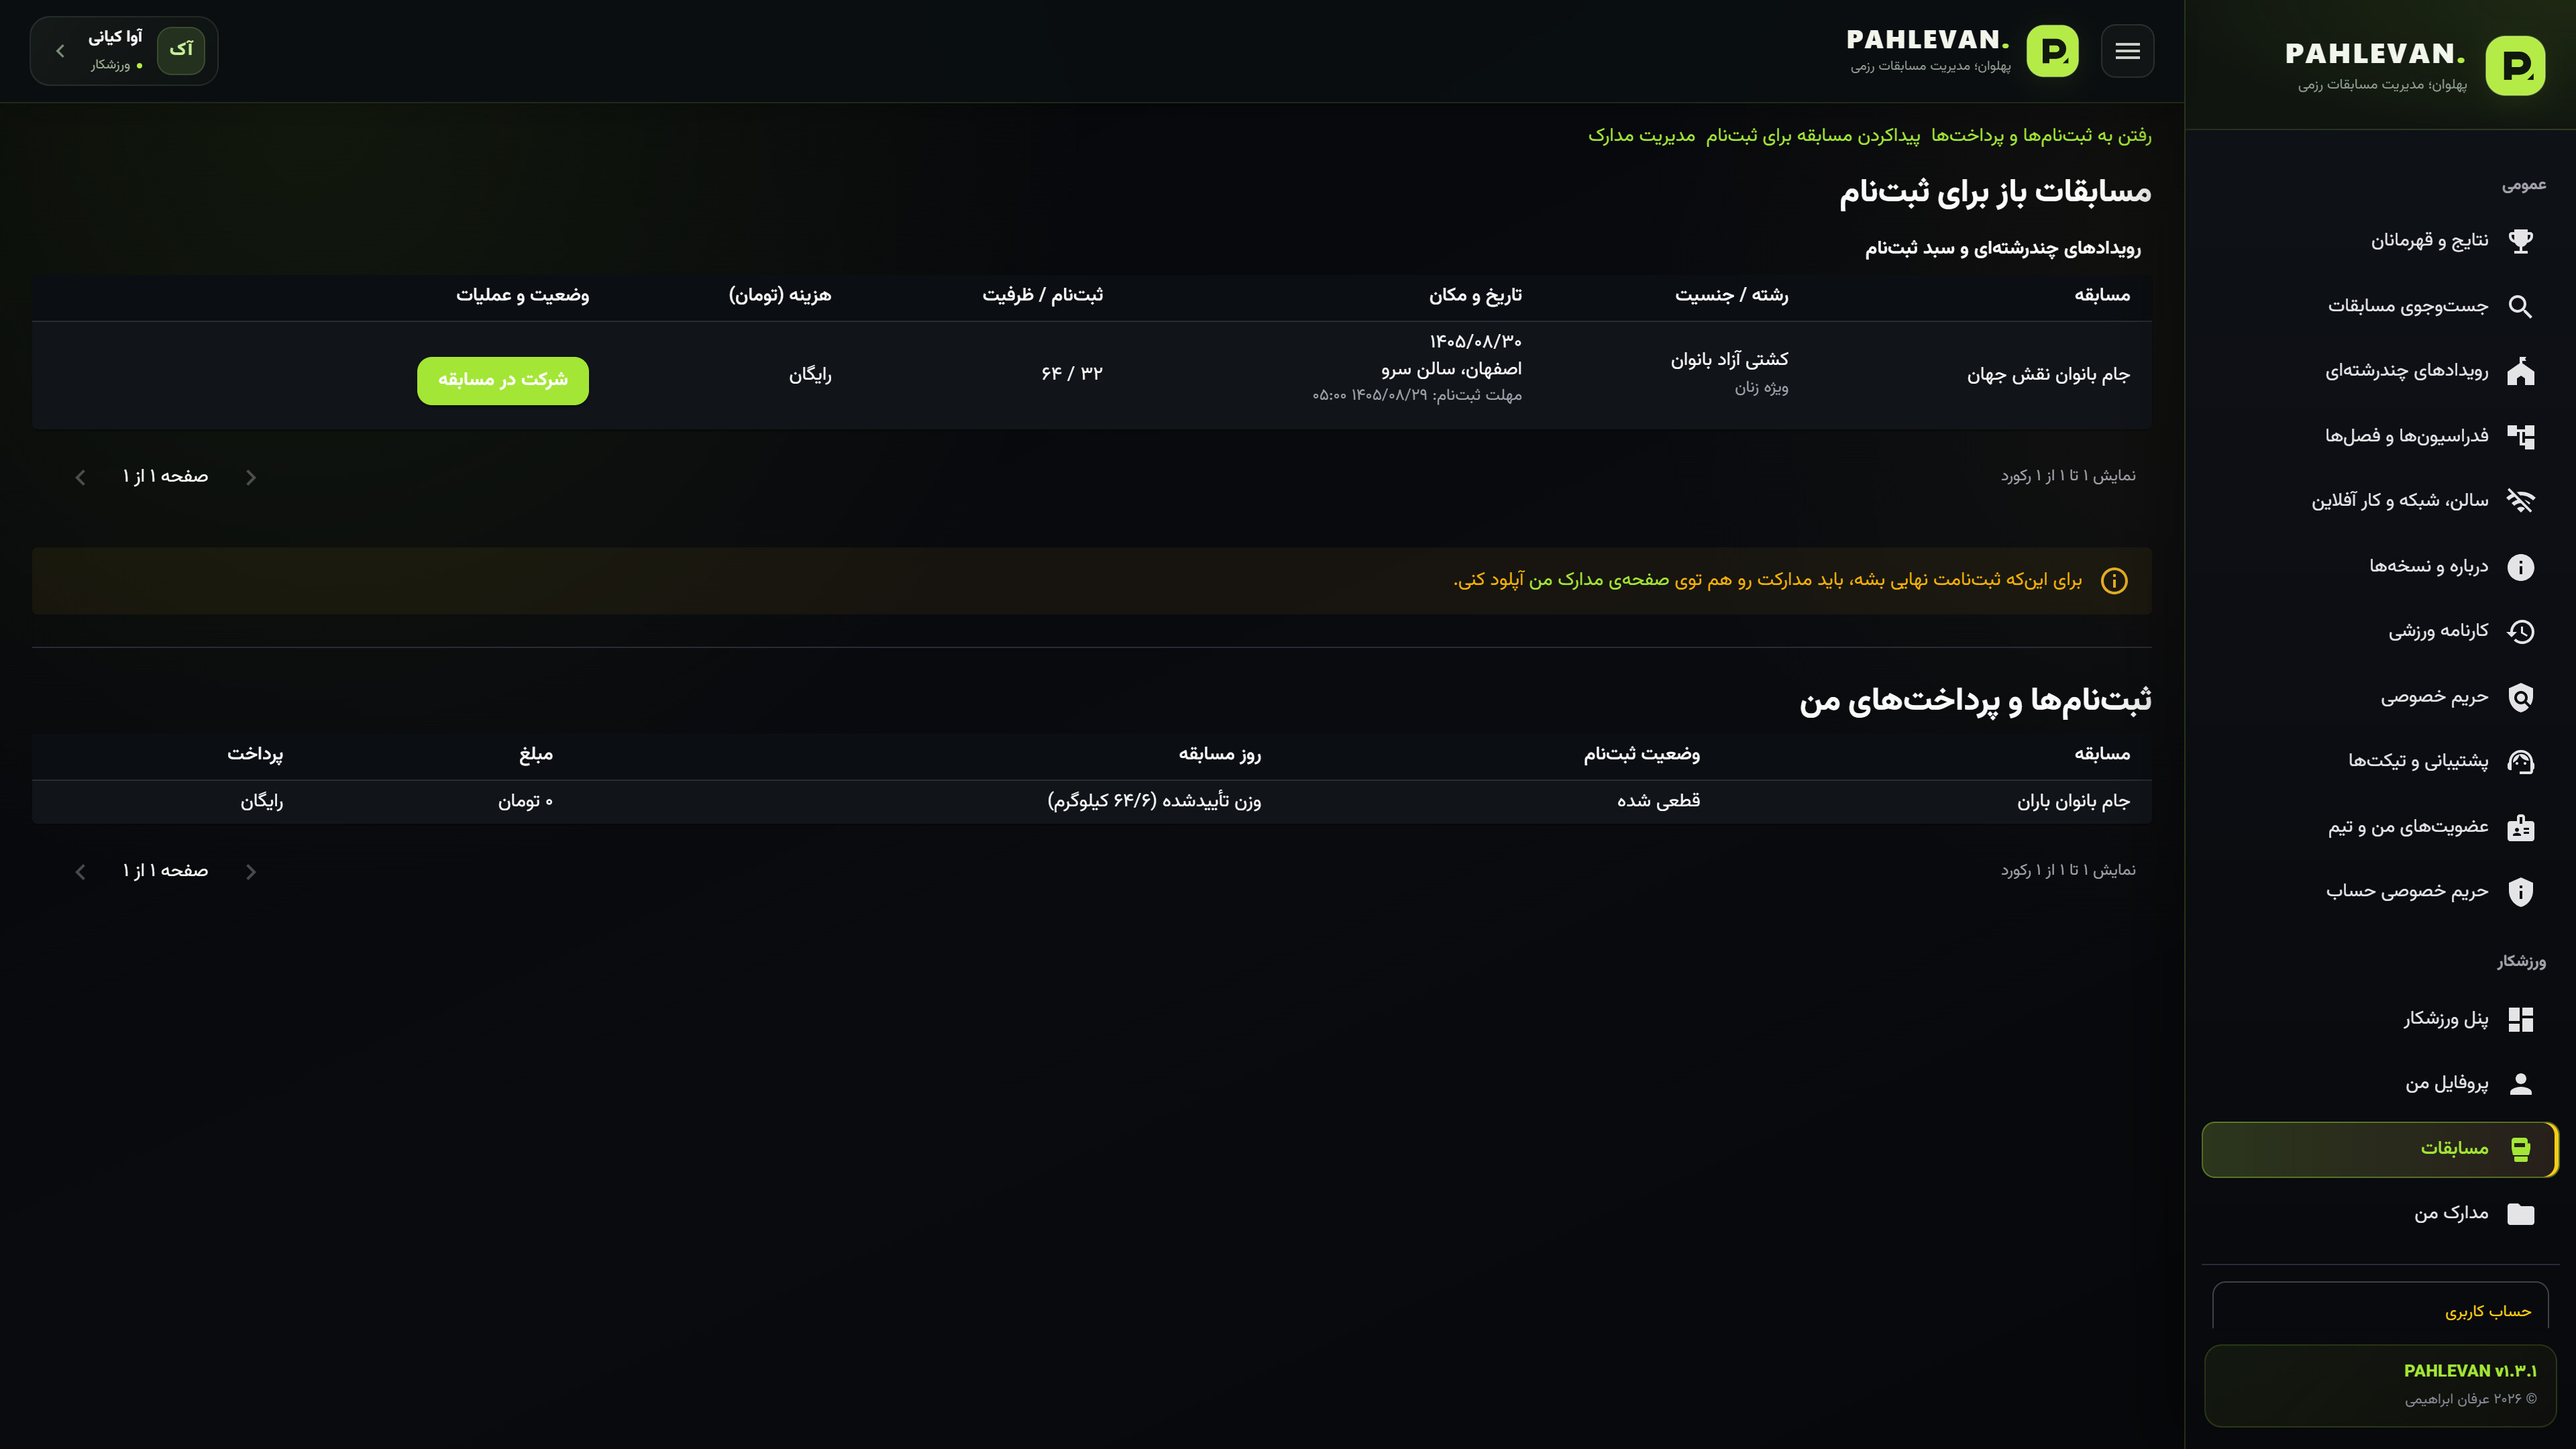 PAHLEVAN.
پهلوان؛ مدیریت مسابقات رزمی
عمومی
نتایج و قهرمانان
جست‌وجوی مسابقات
رویدادهای چندرشته‌ای
فدراسیون‌ها و فصل‌ها
سالن، شبکه و کار آفلاین
درباره و نسخه‌ها
کارنامه ورزشی
حریم خصوصی
پشتیبانی و تیکت‌ها
عضویت‌های من و تیم
حریم خصوصی حساب
ورزشکار
پنل ورزشکار
پروفایل من
مسابقات
مدارک من
حساب کاربری
PAHLEVAN v۱.۳.۱
© ۲۰۲۶ عرفان ابراهیمی
PAHLEVAN.
پهلوان؛ مدیریت مسابقات رزمی
آک
آوا کیانی
ورزشکار
رفتن به ثبت‌نام‌ها و پرداخت‌ها پیداکردن مسابقه برای ثبت‌نام مدیریت مدارک
مسابقات باز برای ثبت‌نام
رویدادهای چندرشته‌ای و سبد ثبت‌نام
مسابقه رشته / جنسیت تاریخ و مکان ثبت‌نام / ظرفیت هزینه (تومان) وضعیت و عملیات
جام بانوان نقش جهان
کشتی آزاد بانوان
ویژه زنان
۱۴۰۵/۰۸/۳۰
اصفهان، سالن سرو
مهلت ثبت‌نام: ۱۴۰۵/۰۸/۲۹ ۰۵:۰۰
۳۲ / ۶۴
رایگان
شرکت در مسابقه
نمایش ۱ تا ۱ از ۱ رکورد
صفحه ۱ از ۱
برای این‌که ثبت‌نامت نهایی بشه، باید مدارکت رو هم توی صفحه‌ی مدارک من آپلود کنی.
ثبت‌نام‌ها و پرداخت‌های من
مسابقه وضعیت ثبت‌نام روز مسابقه مبلغ پرداخت
جام بانوان باران قطعی شده وزن تأییدشده (۶۴/۶ کیلوگرم) ۰ تومان رایگان
نمایش ۱ تا ۱ از ۱ رکورد
صفحه ۱ از ۱